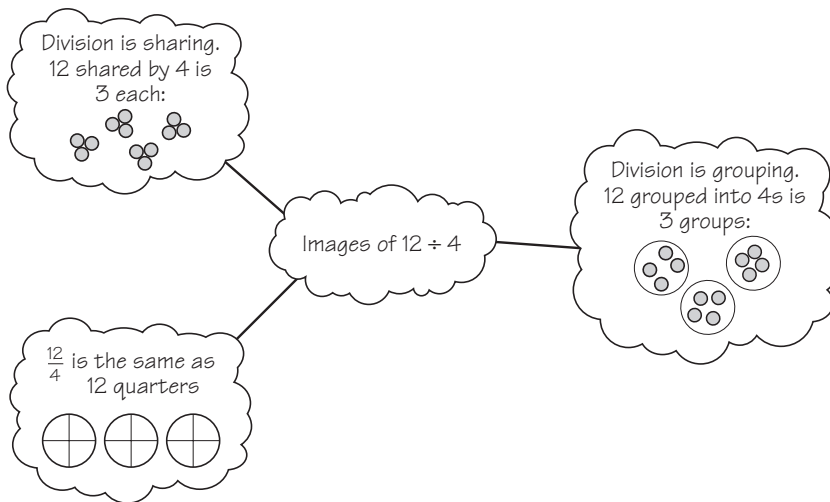 Division is sharing.
12 shared by 4 is
3 each:
Images of 12 ÷ 4
Division is grouping.
12 grouped into 4s is
3 groups:
12/4 is the same as
12 quarters